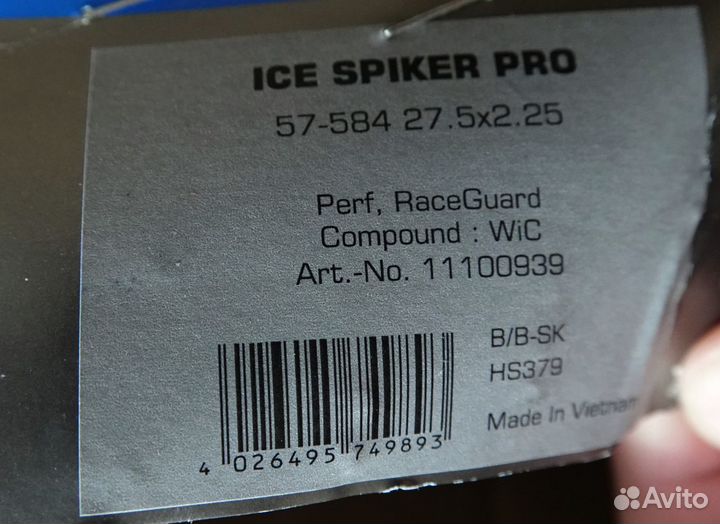 ICE SPIKER PRO
57-584 27.5x2.25
Perf, RaceGuard
Compound : WiC
Art.-No. 11100939
B/B-SK
HS379
Made In Vietnam
4 026495 749893
Avito